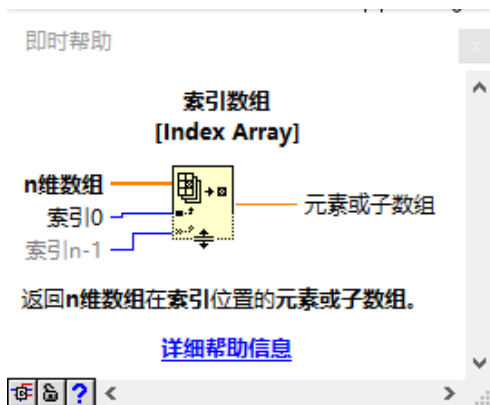 即时帮助
索引数组
[Index Array]
n维数组
索引0
元素或子数组
索引n-1
返回n维数组在索引位置的元素或子数组。
详细帮助信息